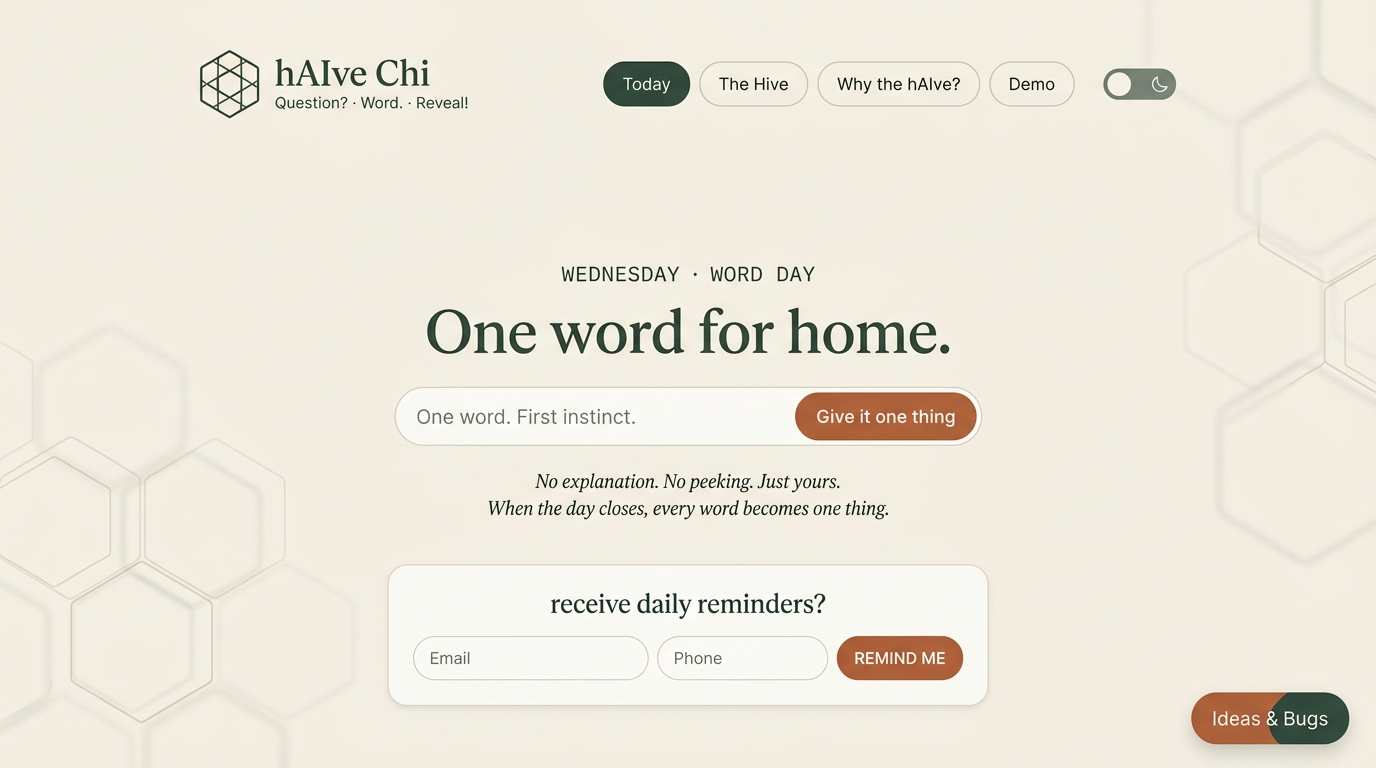 hAIve Chi
Question? · Word. · Reveal!
Today
The Hive
Why the hAIve?
Demo
WEDNESDAY · WORD DAY
One word for home.
One word. First instinct.
Give it one thing
No explanation. No peeking. Just yours.
When the day closes, every word becomes one thing.
receive daily reminders?
Email
Phone
REMIND ME
Ideas & Bugs